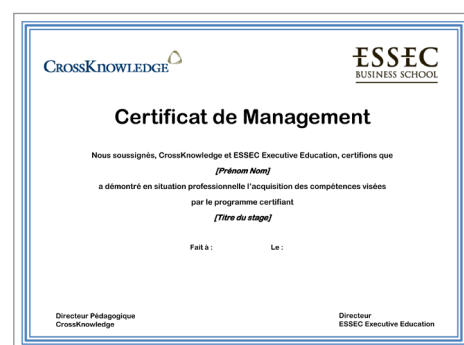 CROSSKNOWLEDGE
ESSEC
BUSINESS SCHOOL
Certificat de Management
Nous soussignés, CrossKnowledge et ESSEC Executive Education, certifions que
[Prénom Nom]
a démontré en situation professionnelle l'acquisition des compétences visées
par le programme certifiant
[Titre du stage]
Fait à : Le :
Directeur Pédagogique
CrossKnowledge
Directeur
ESSEC Executive Education